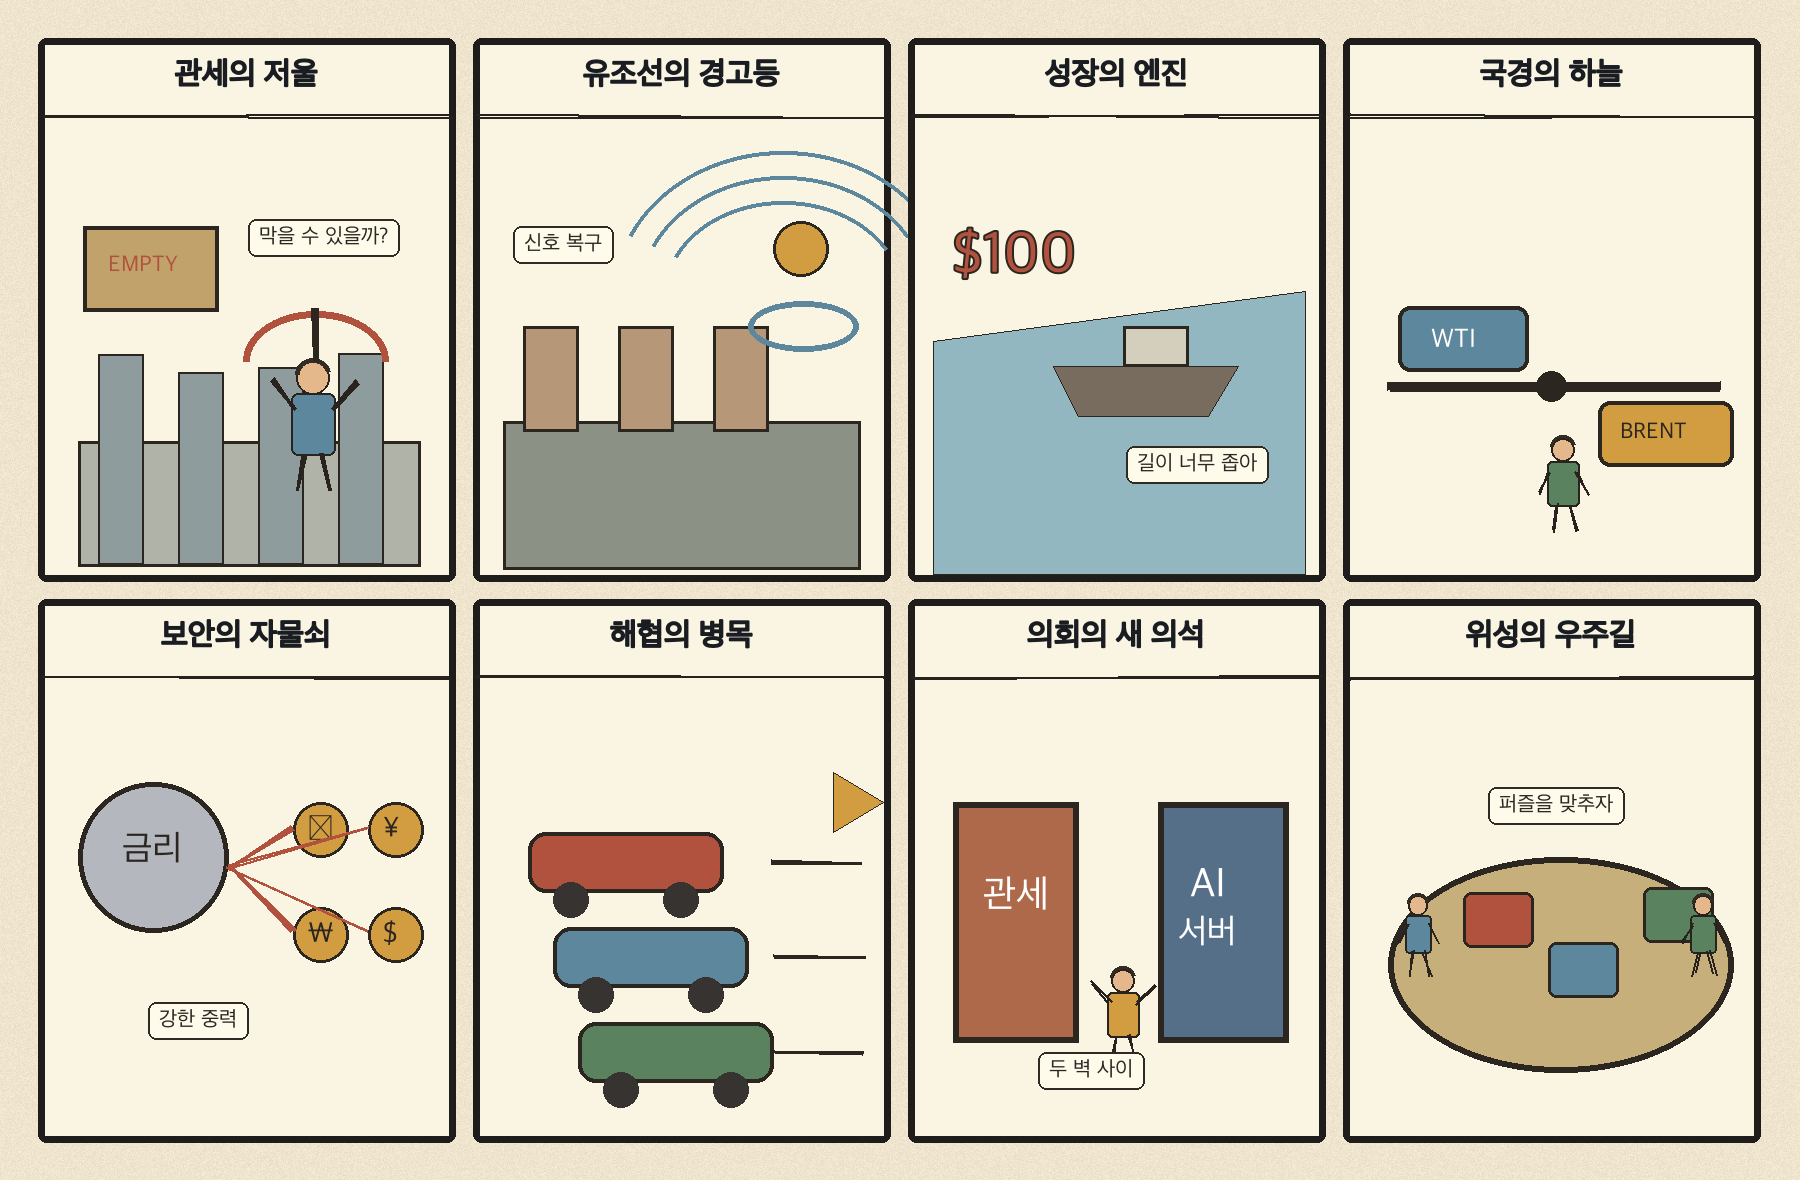 관세의 저울
EMPTY
막을 수 있을까?
유조선의 경고등
신호 복구
성장의 엔진
$100
길이 너무 좁아
국경의 하늘
WTI
BRENT
보안의 자물쇠
금리
¥
₩
$
강한 중력
해협의 병목
의회의 새 의석
관세
AI
서버
두 벽 사이
위성의 우주길
퍼즐을 맞추자